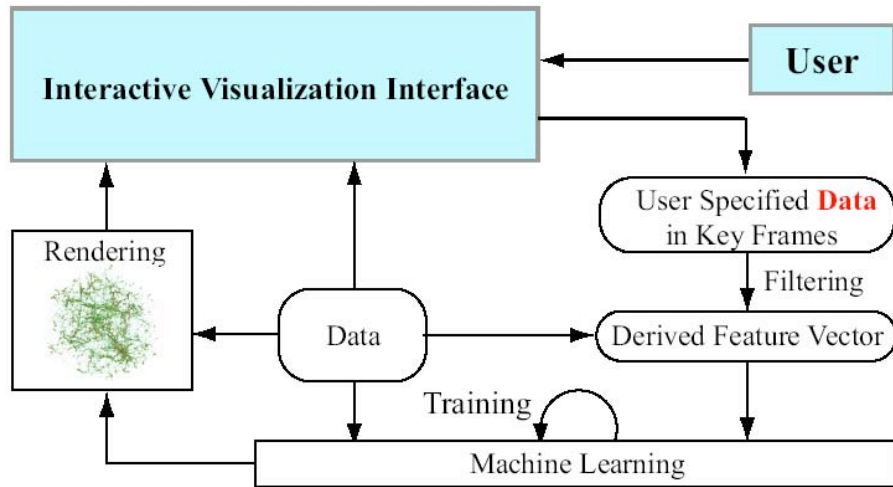 User
Interactive Visualization Interface
User Specified Data
in Key Frames
Rendering
Filtering
Data
Derived Feature Vector
Training
Machine Learning